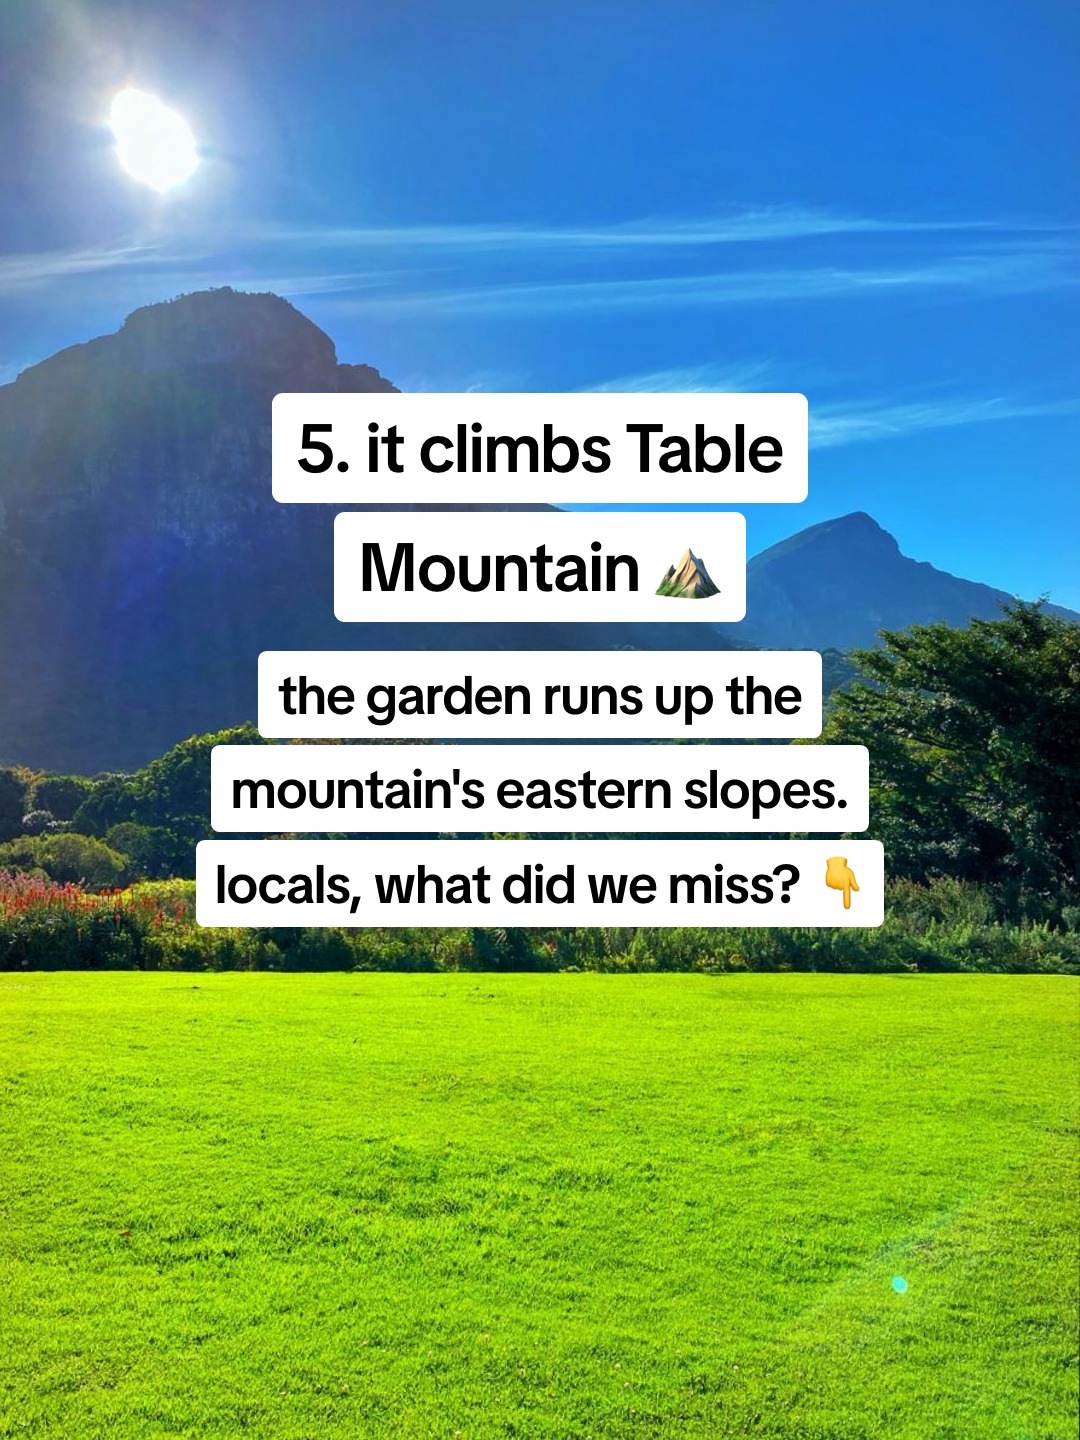 5. it climbs Table
Mountain ⛰️
the garden runs up the
mountain's eastern slopes.
locals, what did we miss? 👇